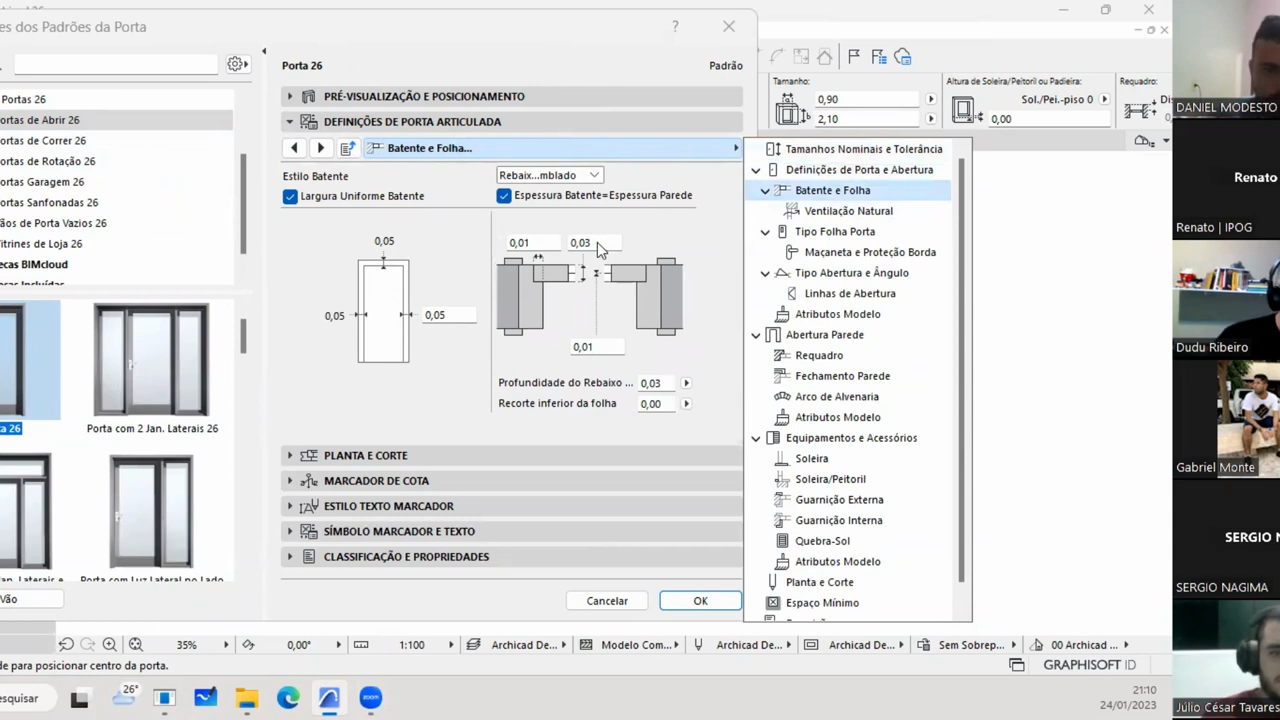 es dos Padrões da Porta
?
Porta 26
Padrão
Portas 26
ortas de Abrir 26
ortas de Correr 26
ortas de Rotação 26
ortas Garagem 26
ortas Sanfonadas 26
ãos de Porta Vazios 26
itrines de Loja 26
ecas BIMcloud
Porta com 2 Jan. Laterais 26
ta 26
Porta com Luz Lateral no Lado
Vão
PRÉ-VISUALIZAÇÃO E POSICIONAMENTO
DEFINIÇÕES DE PORTA ARTICULADA
Batente e Folha...
Estilo Batente
Rebaix...mblado
Largura Uniforme Batente
Espessura Batente=Espessura Parede
0,05
0,01
0,03
0,05
0,05
0,01
Profundidade do Rebaixo ...
0,03
Recorte inferior da folha
0,00
PLANTA E CORTE
MARCADOR DE COTA
ESTILO TEXTO MARCADOR
SÍMBOLO MARCADOR E TEXTO
CLASSIFICAÇÃO E PROPRIEDADES
Cancelar
OK
Tamanho:
0,90
2,10
Altura de Soleira/Peitoril ou Padieira:
Sol./Pei.-piso 0
0,00
Requadro:
Tamanhos Nominais e Tolerância
Definições de Porta e Abertura
Batente e Folha
Ventilação Natural
Tipo Folha Porta
Maçaneta e Proteção Borda
Tipo Abertura e Ângulo
Linhas de Abertura
Atributos Modelo
Abertura Parede
Requadro
Fechamento Parede
Arco de Alvenaria
Atributos Modelo
Equipamentos e Acessórios
Soleira
Soleira/Peitoril
Guarnição Externa
Guarnição Interna
Quebra-Sol
Atributos Modelo
Planta e Corte
Espaço Mínimo
35%
0,00°
1:100
Archicad De...
Modelo Com...
Archicad De...
Archicad De...
Sem Sobrep...
00 Archicad ...
de para posicionar centro da porta.
GRAPHISOFT ID
squisar
26°
zoom
21:10
24/01/2023
DANIEL MODESTO
Renato
Renato | IPOG
Dudu Ribeiro
Gabriel Monte
SERGIO N
SERGIO NAGIMA
Júlio César Tavares